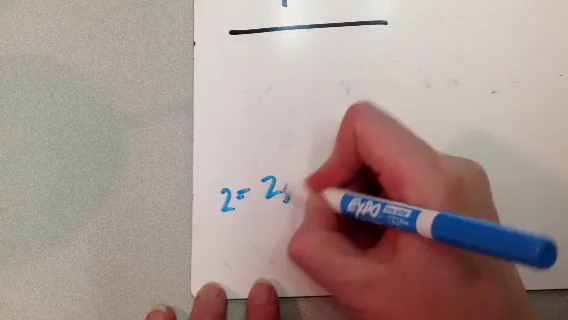 2 = 2,
EXPO